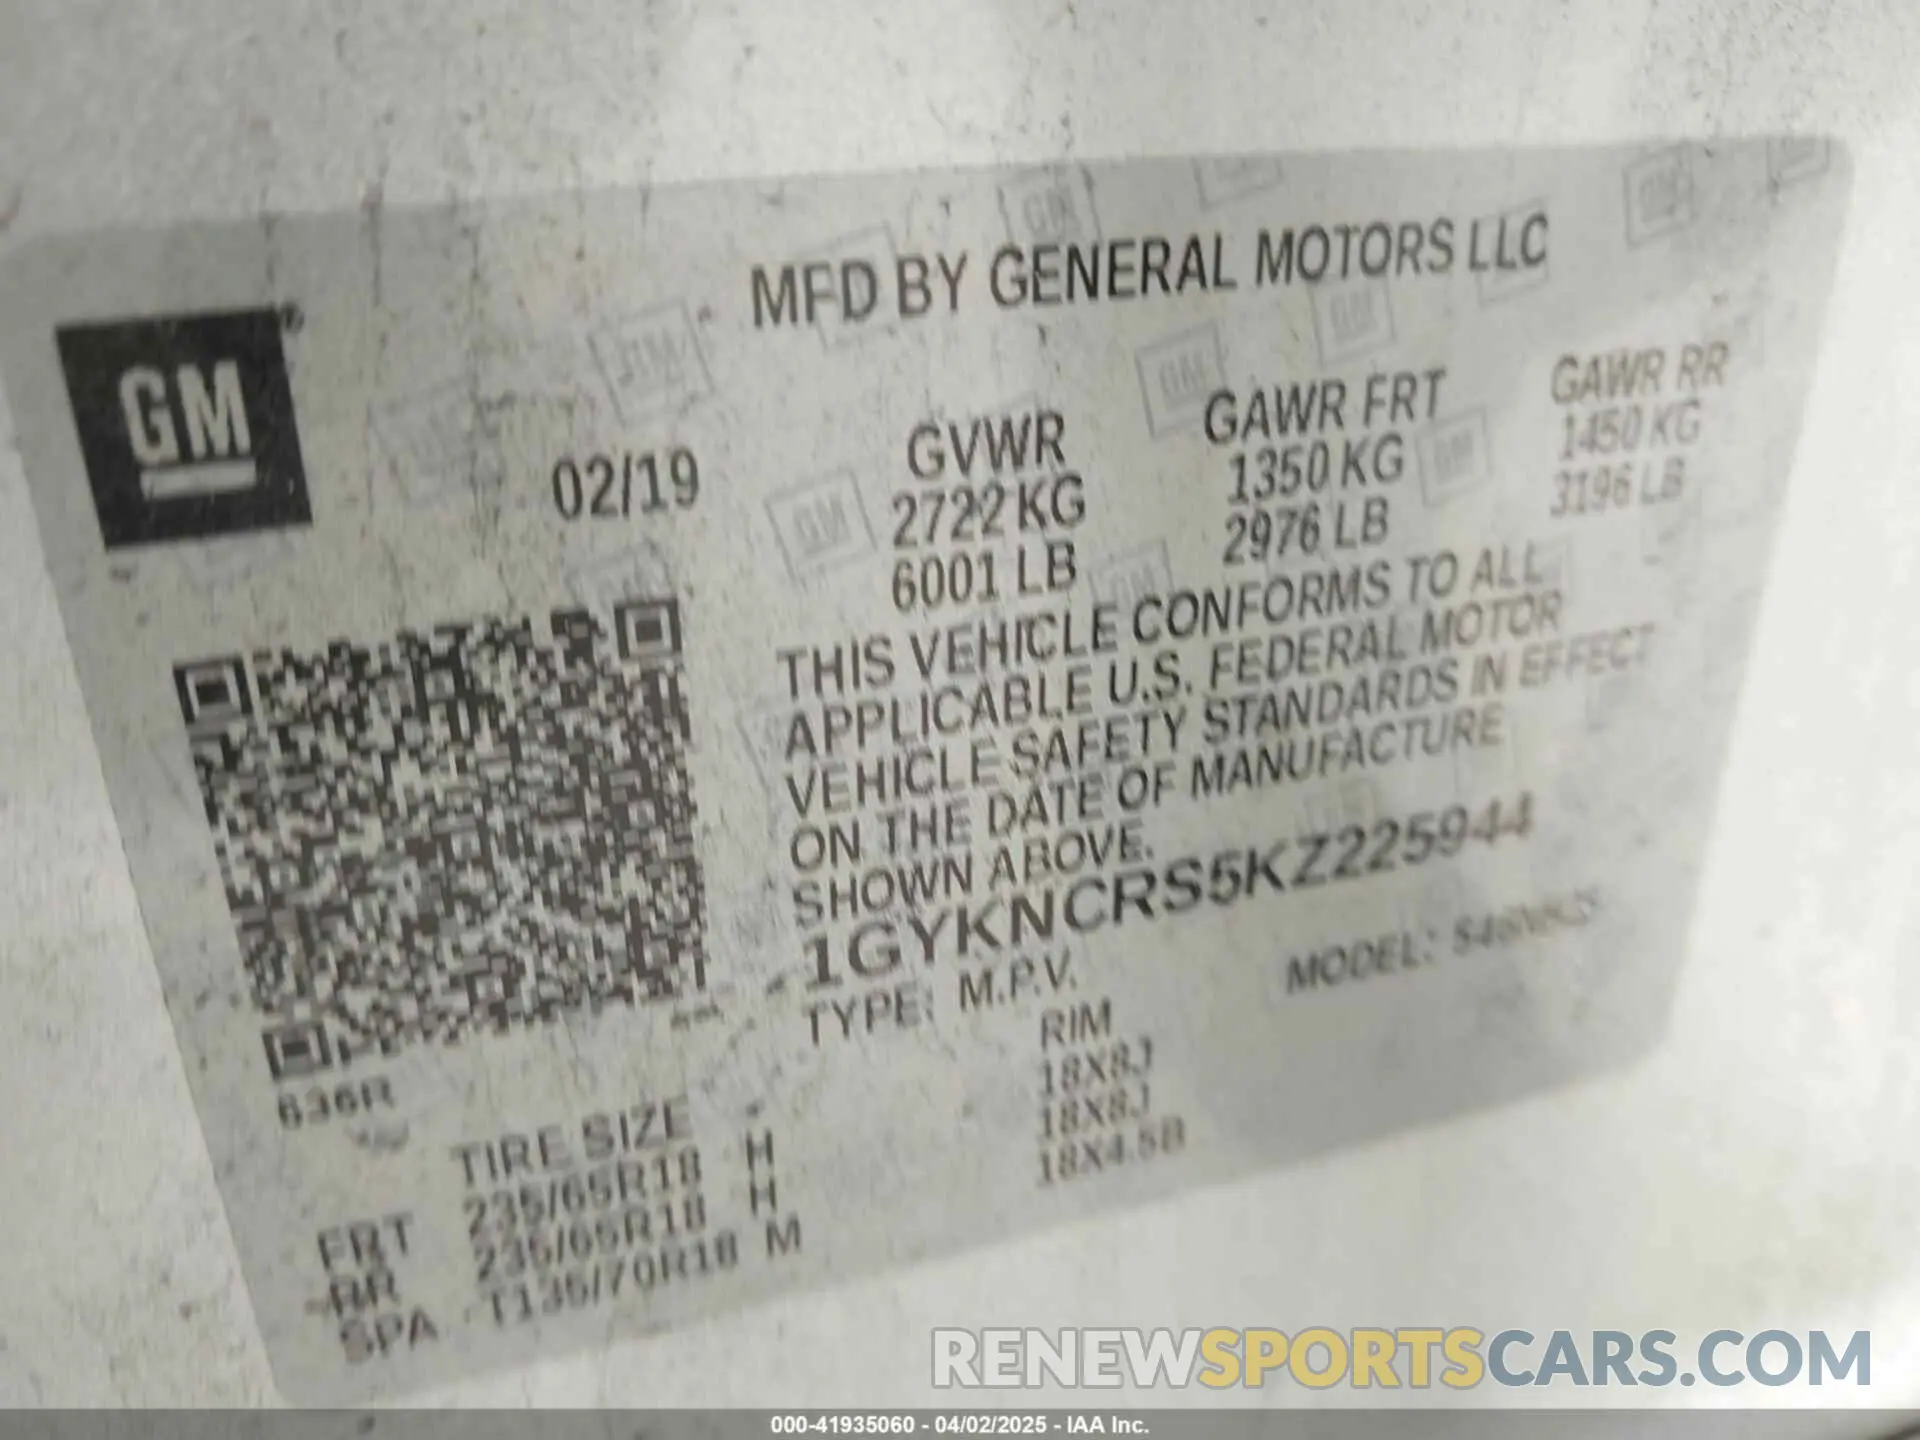 MFD BY GENERAL MOTORS LLC
GM
02/19
GVWR GAWR FRT GAWR RR
2722 KG 1350 KG 1450 KG
6001 LB 2976 LB 3196 LB
THIS VEHICLE CONFORMS TO ALL
APPLICABLE U.S. FEDERAL MOTOR
VEHICLE SAFETY STANDARDS IN EFFECT
ON THE DATE OF MANUFACTURE
SHOWN ABOVE.
1GYKNCRS5KZ225944
TYPE: M.P.V. MODEL:
636R
TIRE SIZE RIM
FRT 235/65R18 H 18X8J
RR 235/65R18 H 18X8J
SPA T135/70R18 M 18X4.5B
RENEWSPORTSCARS.COM
000-41935060 - 04/02/2025 - IAA Inc.